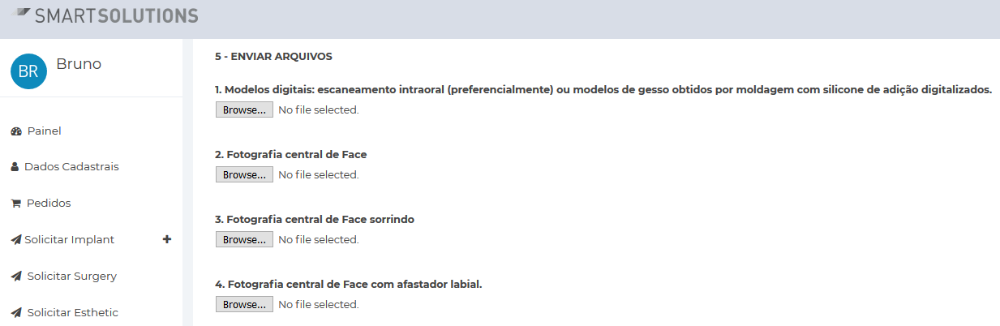 SMARTSOLUTIONS
BR
Bruno
Painel
Dados Cadastrais
Pedidos
Solicitar Implant
Solicitar Surgery
Solicitar Esthetic
5 - ENVIAR ARQUIVOS
1. Modelos digitais: escaneamento intraoral (preferencialmente) ou modelos de gesso obtidos por moldagem com silicone de adição digitalizados.
Browse... No file selected.
2. Fotografia central de Face
Browse... No file selected.
3. Fotografia central de Face sorrindo
Browse... No file selected.
4. Fotografia central de Face com afastador labial.
Browse... No file selected.